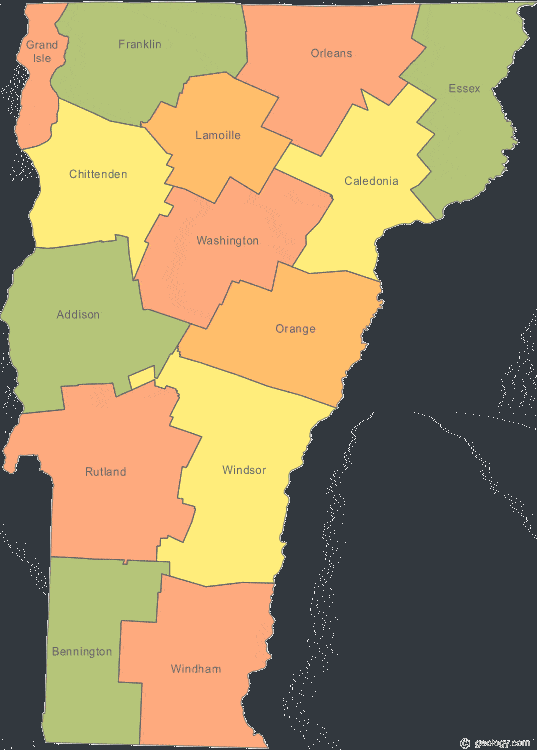 Grand
Isle
Franklin
Orleans
Essex
Lamoille
Chittenden
Caledonia
Washington
Addison
Orange
Rutland
Windsor
Bennington
Windham
© geology.com